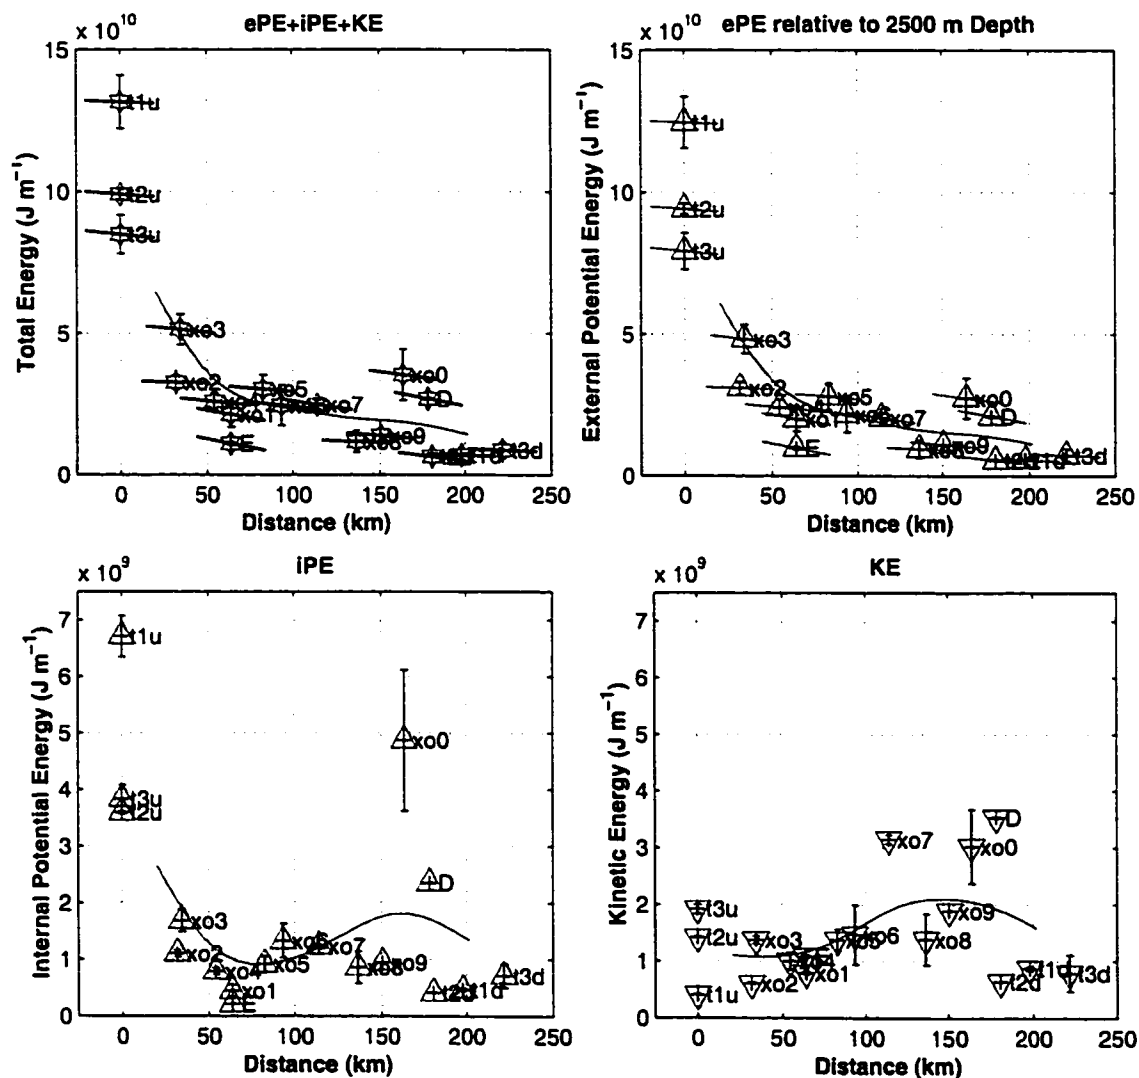 ePE+iPE+KE
x 10^10
Total Energy (J m^−1)
15
10
5
0
t1u
t2u
t3u
xo3
xo2
xo5
xo1
E
xo7
xo0
D
xo9
xo8
t3d
0 50 100 150 200 250
Distance (km)
ePE relative to 2500 m Depth
x 10^10
External Potential Energy (J m^−1)
15
10
5
0
t1u
t2u
t3u
xo3
xo2
xo5
xo1
E
xo7
xo0
D
xo9
xo8
t3d
0 50 100 150 200 250
Distance (km)
iPE
x 10^9
Internal Potential Energy (J m^−1)
7
6
5
4
3
2
1
0
t1u
t3u
t2u
xo0
D
xo3
xo2
xo6
xo7
xo5
xo4
xo9
xo8
xo1
E
t2d
t1d
t3d
0 50 100 150 200 250
Distance (km)
KE
x 10^9
Kinetic Energy (J m^−1)
7
6
5
4
3
2
1
0
D
xo7
xo0
t3u
xo9
t2u
xo3
xo5
xo6
xo8
xo1
xo2
t1u
t2d
t1d
t3d
0 50 100 150 200 250
Distance (km)